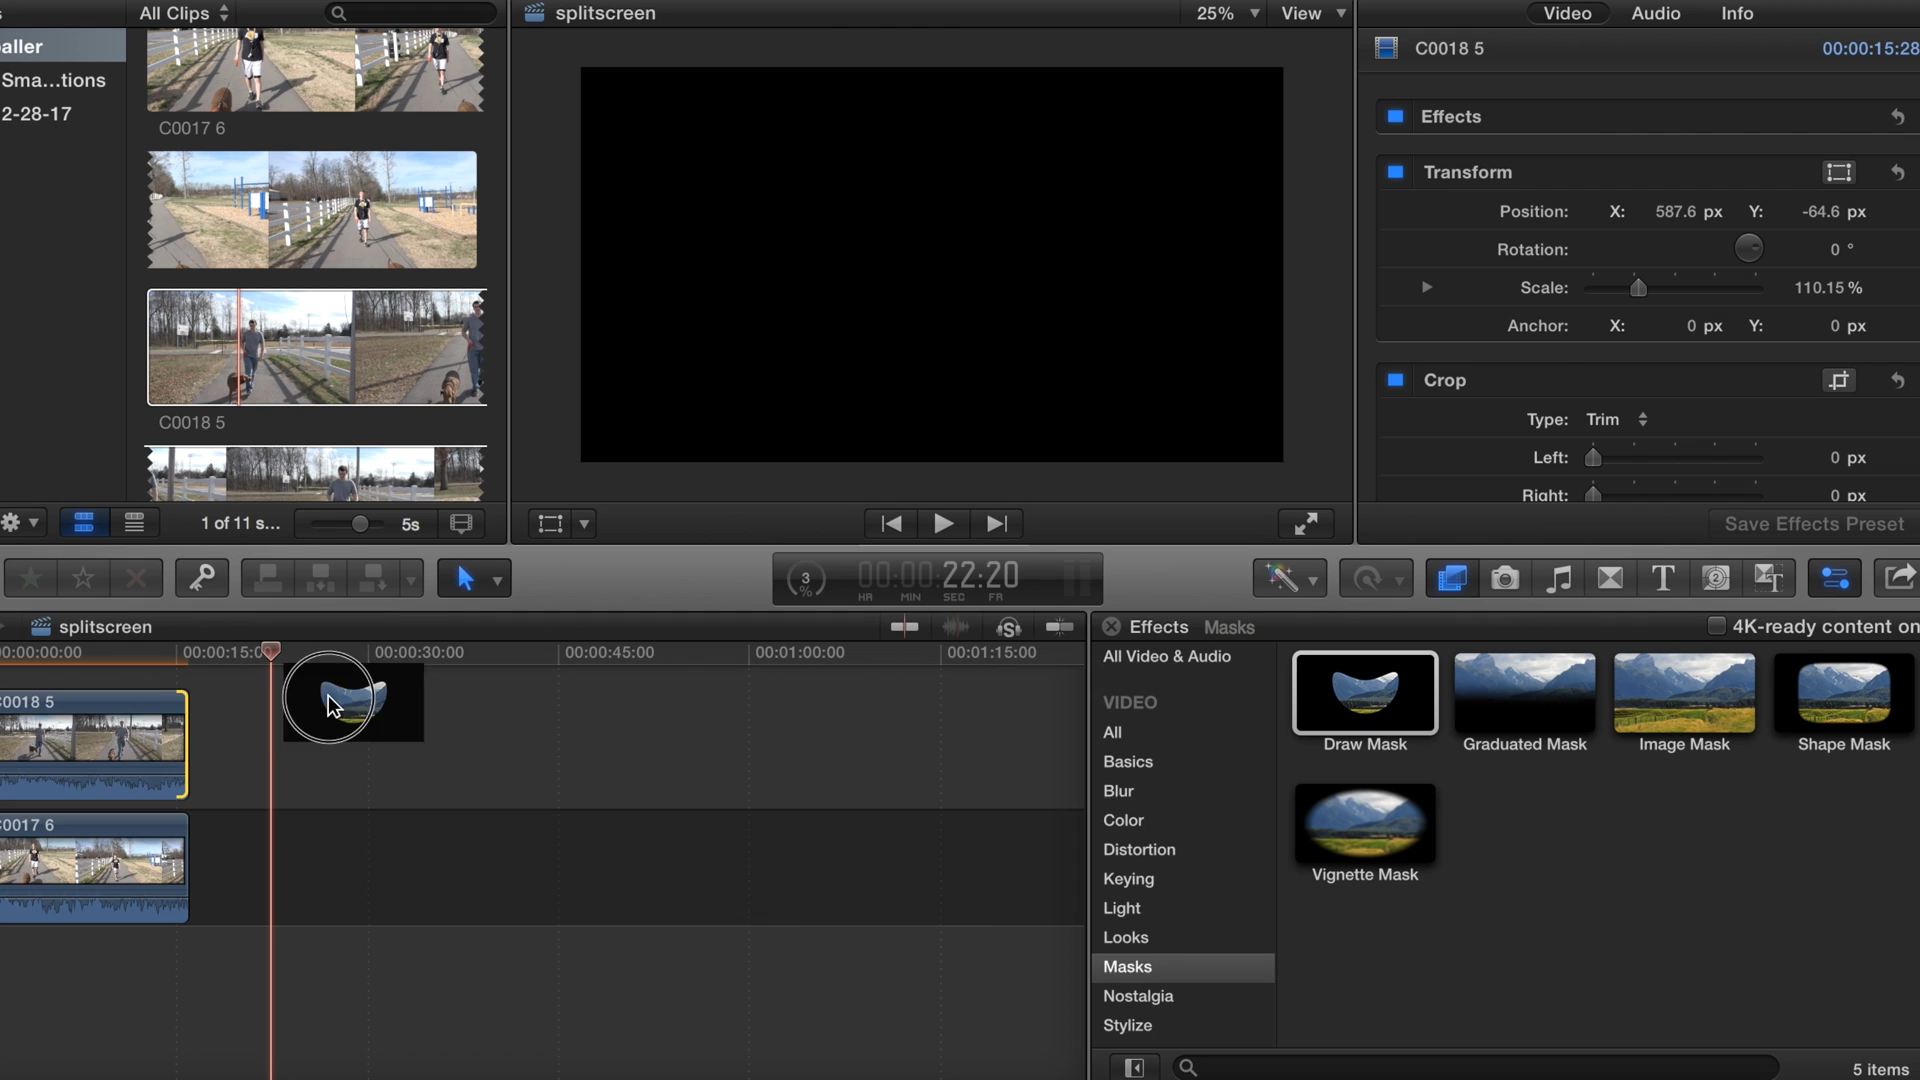 All Clips
splitscreen
25%
View
Video
Audio
Info
aller
Sma...tions
2-28-17
C0017 6
C0018 5
C0018 5
00:00:15:28
Effects
Transform
Position: X: 587.6 px Y: -64.6 px
Rotation: 0 °
Scale: 110.15 %
Anchor: X: 0 px Y: 0 px
Crop
Type: Trim
Left: 0 px
Right: 0 px
Save Effects Preset
1 of 11 s...
5s
3
%
00:00:22:20
HR MIN SEC FR
splitscreen
Effects Masks
4K-ready content on
00:00:00:00
00:00:15:00
00:00:30:00
00:00:45:00
00:01:00:00
00:01:15:00
C0018 5
C0017 6
All Video & Audio
VIDEO
All
Basics
Blur
Color
Distortion
Keying
Light
Looks
Masks
Nostalgia
Stylize
Draw Mask
Graduated Mask
Image Mask
Shape Mask
Vignette Mask
5 items